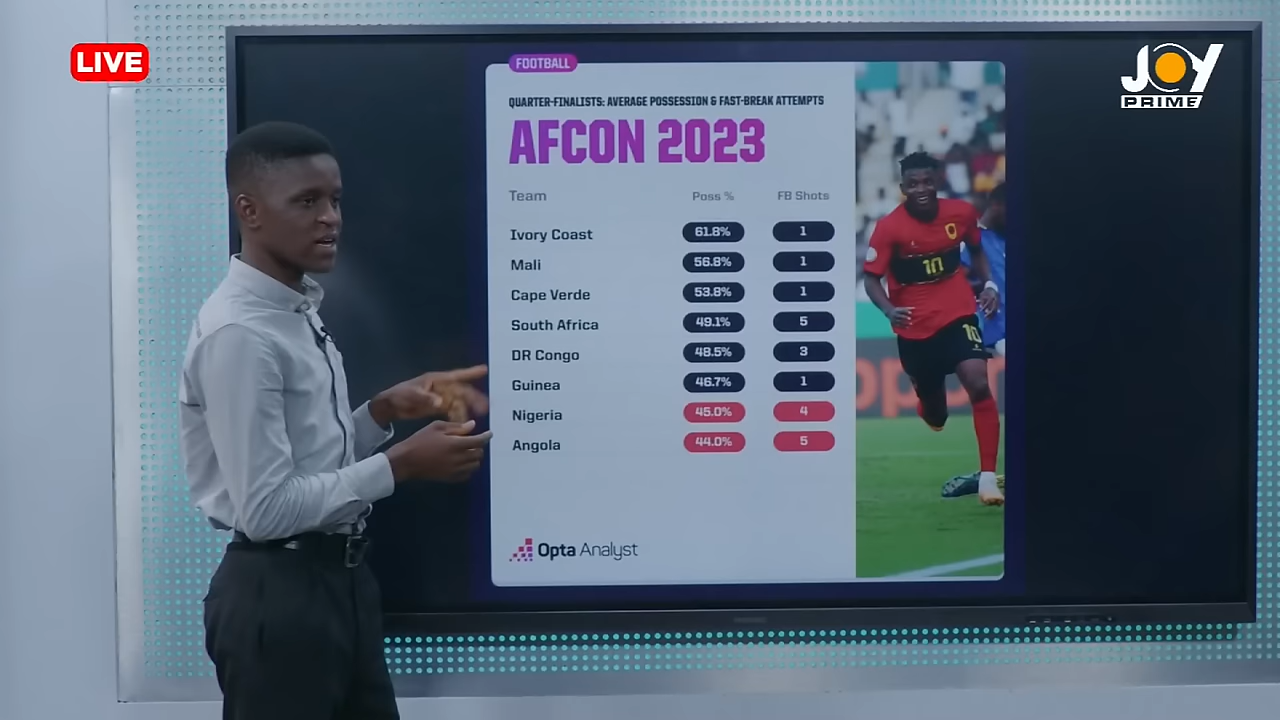 LIVE
JOY
PRIME
FOOTBALL
QUARTER-FINALISTS: AVERAGE POSSESSION & FAST-BREAK ATTEMPTS
AFCON 2023
Team Poss % FB Shots
Ivory Coast 61.8% 1
Mali 56.8% 1
Cape Verde 53.8% 1
South Africa 49.1% 5
DR Congo 48.5% 3
Guinea 46.7% 1
Nigeria 45.0% 4
Angola 44.0% 5
Opta Analyst
10
10